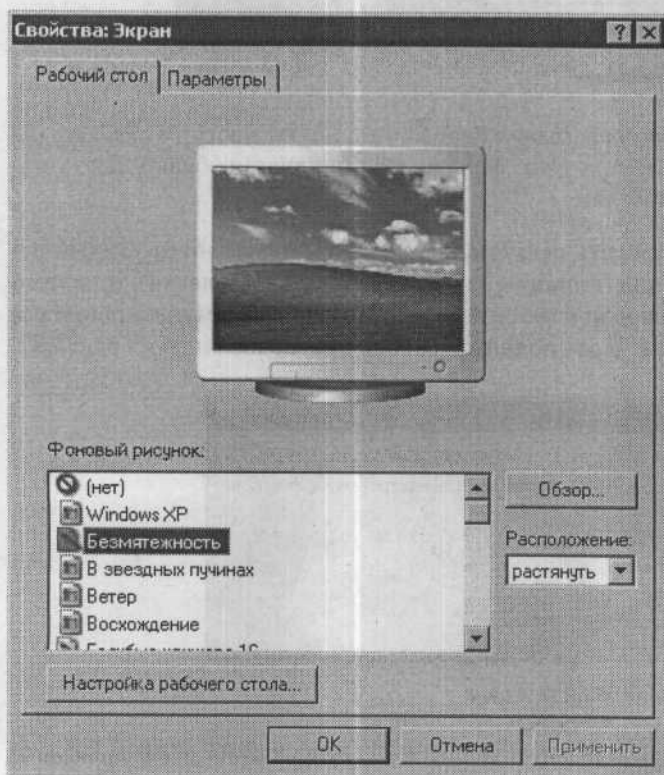 Свойства: Экран
Рабочий стол
Параметры
Фоновый рисунок:
(нет)
Windows XP
Безмятежность
В звездных пучинах
Ветер
Восхождение
Обзор...
Расположение:
растянуть
Настройка рабочего стола...
OK
Отмена
Применить